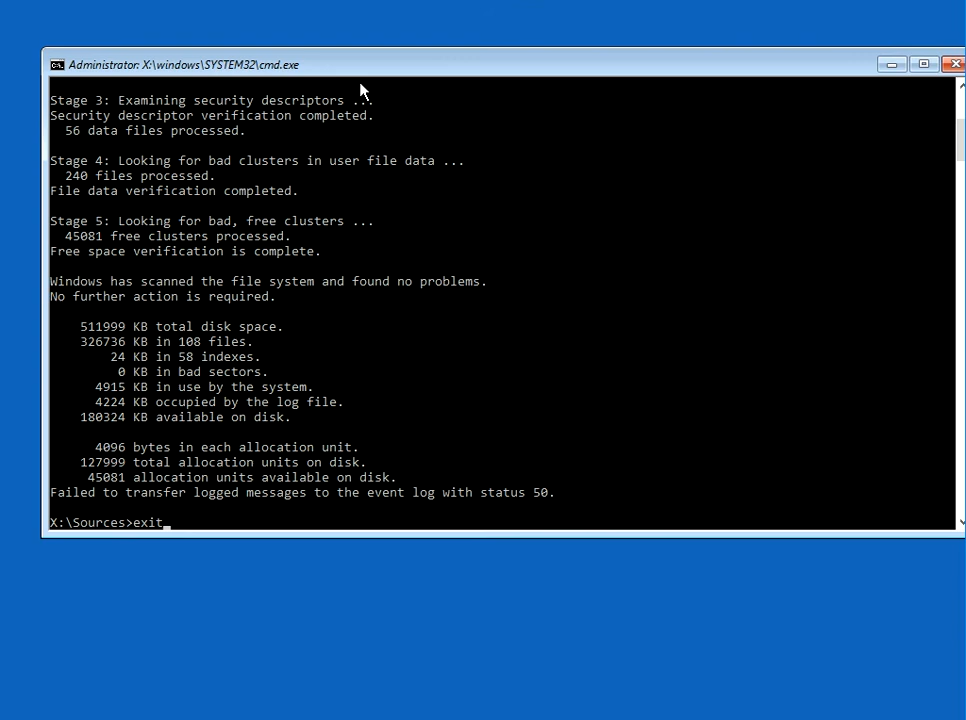 Administrator: X:\windows\SYSTEM32\cmd.exe
Stage 3: Examining security descriptors ...
Security descriptor verification completed.
56 data files processed.
Stage 4: Looking for bad clusters in user file data ...
240 files processed.
File data verification completed.
Stage 5: Looking for bad, free clusters ...
45081 free clusters processed.
Free space verification is complete.
Windows has scanned the file system and found no problems.
No further action is required.
511999 KB total disk space.
326736 KB in 108 files.
24 KB in 58 indexes.
0 KB in bad sectors.
4915 KB in use by the system.
4224 KB occupied by the log file.
180324 KB available on disk.
4096 bytes in each allocation unit.
127999 total allocation units on disk.
45081 allocation units available on disk.
Failed to transfer logged messages to the event log with status 50.
X:\Sources>exit_